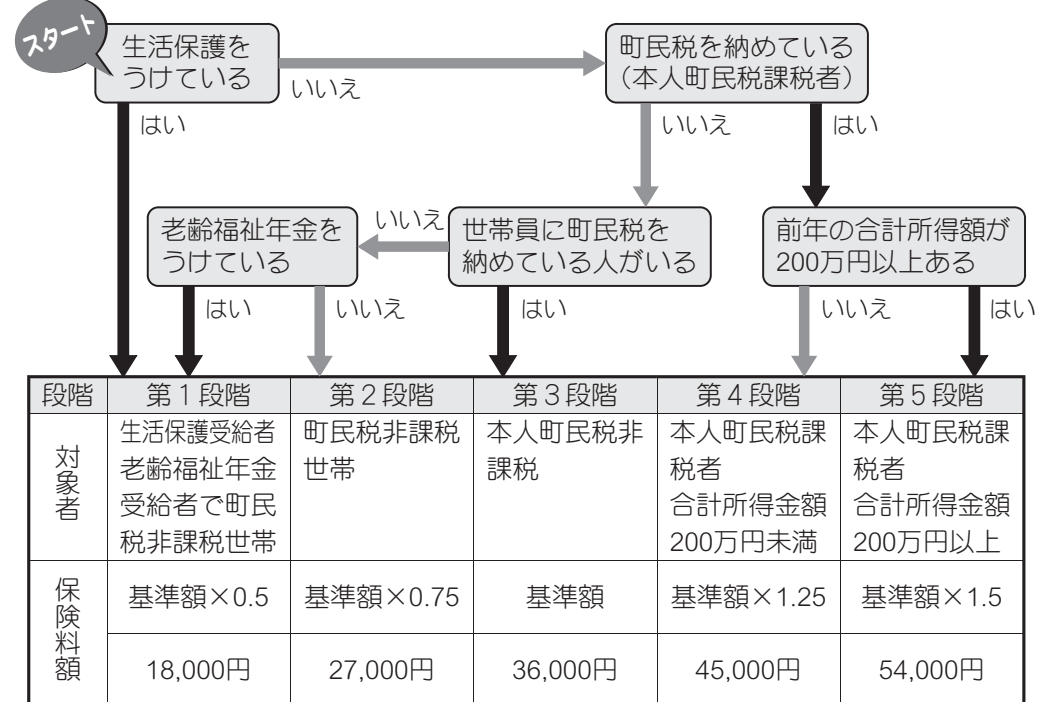 スタート
生活保護を
うけている
いいえ
はい
町民税を納めている
（本人町民税課税者）
いいえ
はい
老齢福祉年金を
うけている
いいえ
世帯員に町民税を
納めている人がいる
前年の合計所得額が
200万円以上ある
はい
いいえ
はい
いいえ
はい
段階
第1段階
第2段階
第3段階
第4段階
第5段階
対象者
生活保護受給者
老齢福祉年金
受給者で町民
税非課税世帯
町民税非課税
世帯
本人町民税非
課税
本人町民税課
税者
合計所得金額
200万円未満
本人町民税課
税者
合計所得金額
200万円以上
保険料額
基準額×0.5
基準額×0.75
基準額
基準額×1.25
基準額×1.5
18,000円
27,000円
36,000円
45,000円
54,000円